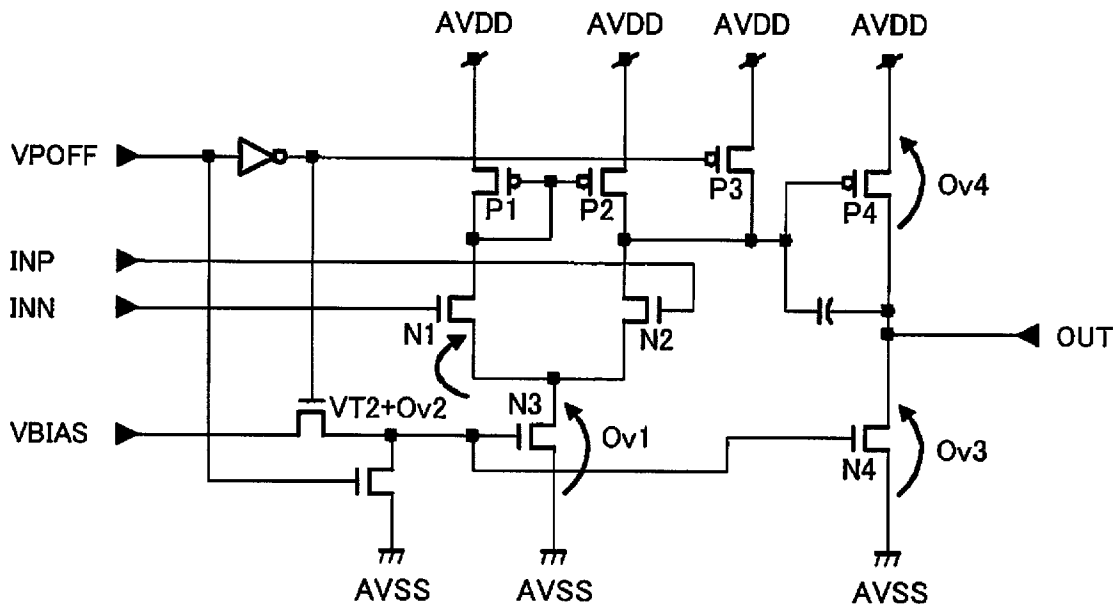 AVDD AVDD AVDD AVDD
VPOFF
P1 P2 P3 P4 Ov4
INP
INN
N1 N2
OUT
VT2+Ov2 N3
VBIAS
Ov1 N4 Ov3
AVSS AVSS AVSS